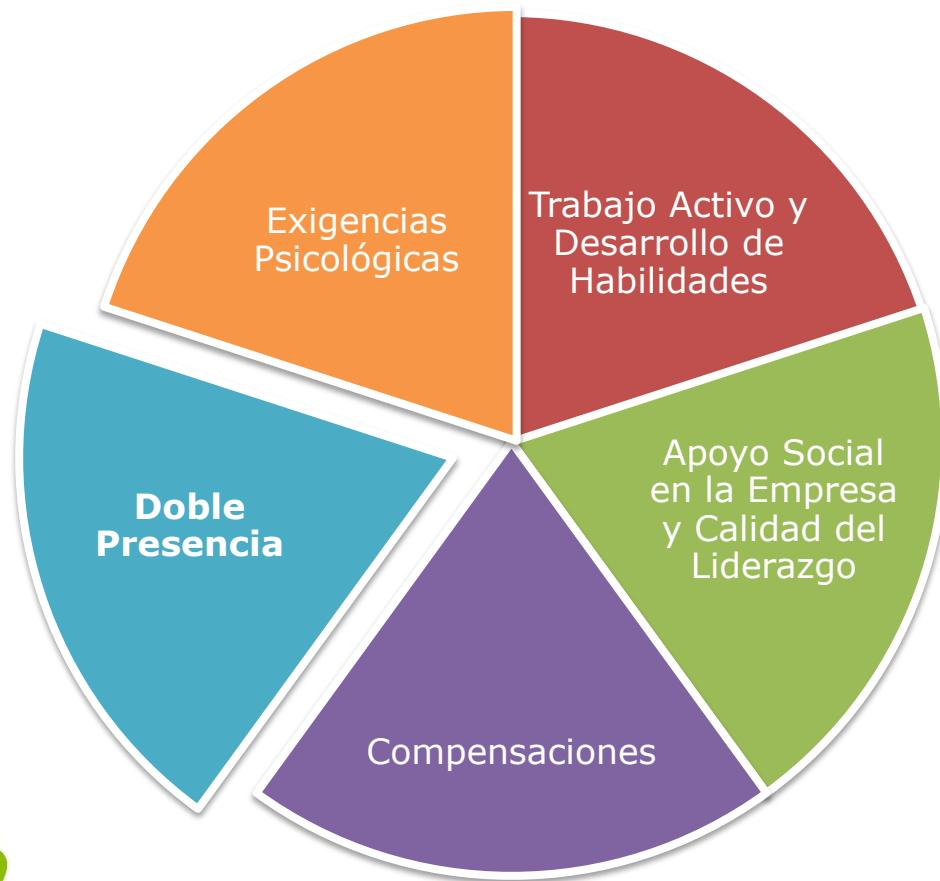 Exigencias
Psicológicas
Trabajo Activo y
Desarrollo de
Habilidades
Apoyo Social
en la Empresa
y Calidad del
Liderazgo
Compensaciones
Doble
Presencia